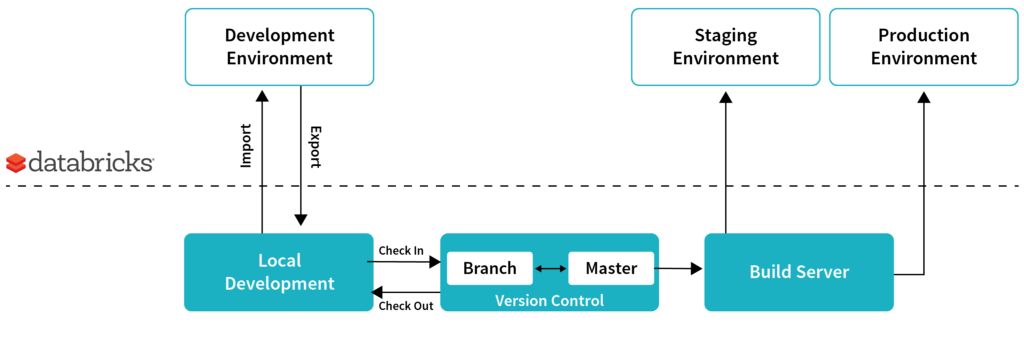 Development
Environment
Staging
Environment
Production
Environment
Import
Export
databricks
Local
Development
Check In
Check Out
Branch
Master
Version Control
Build Server